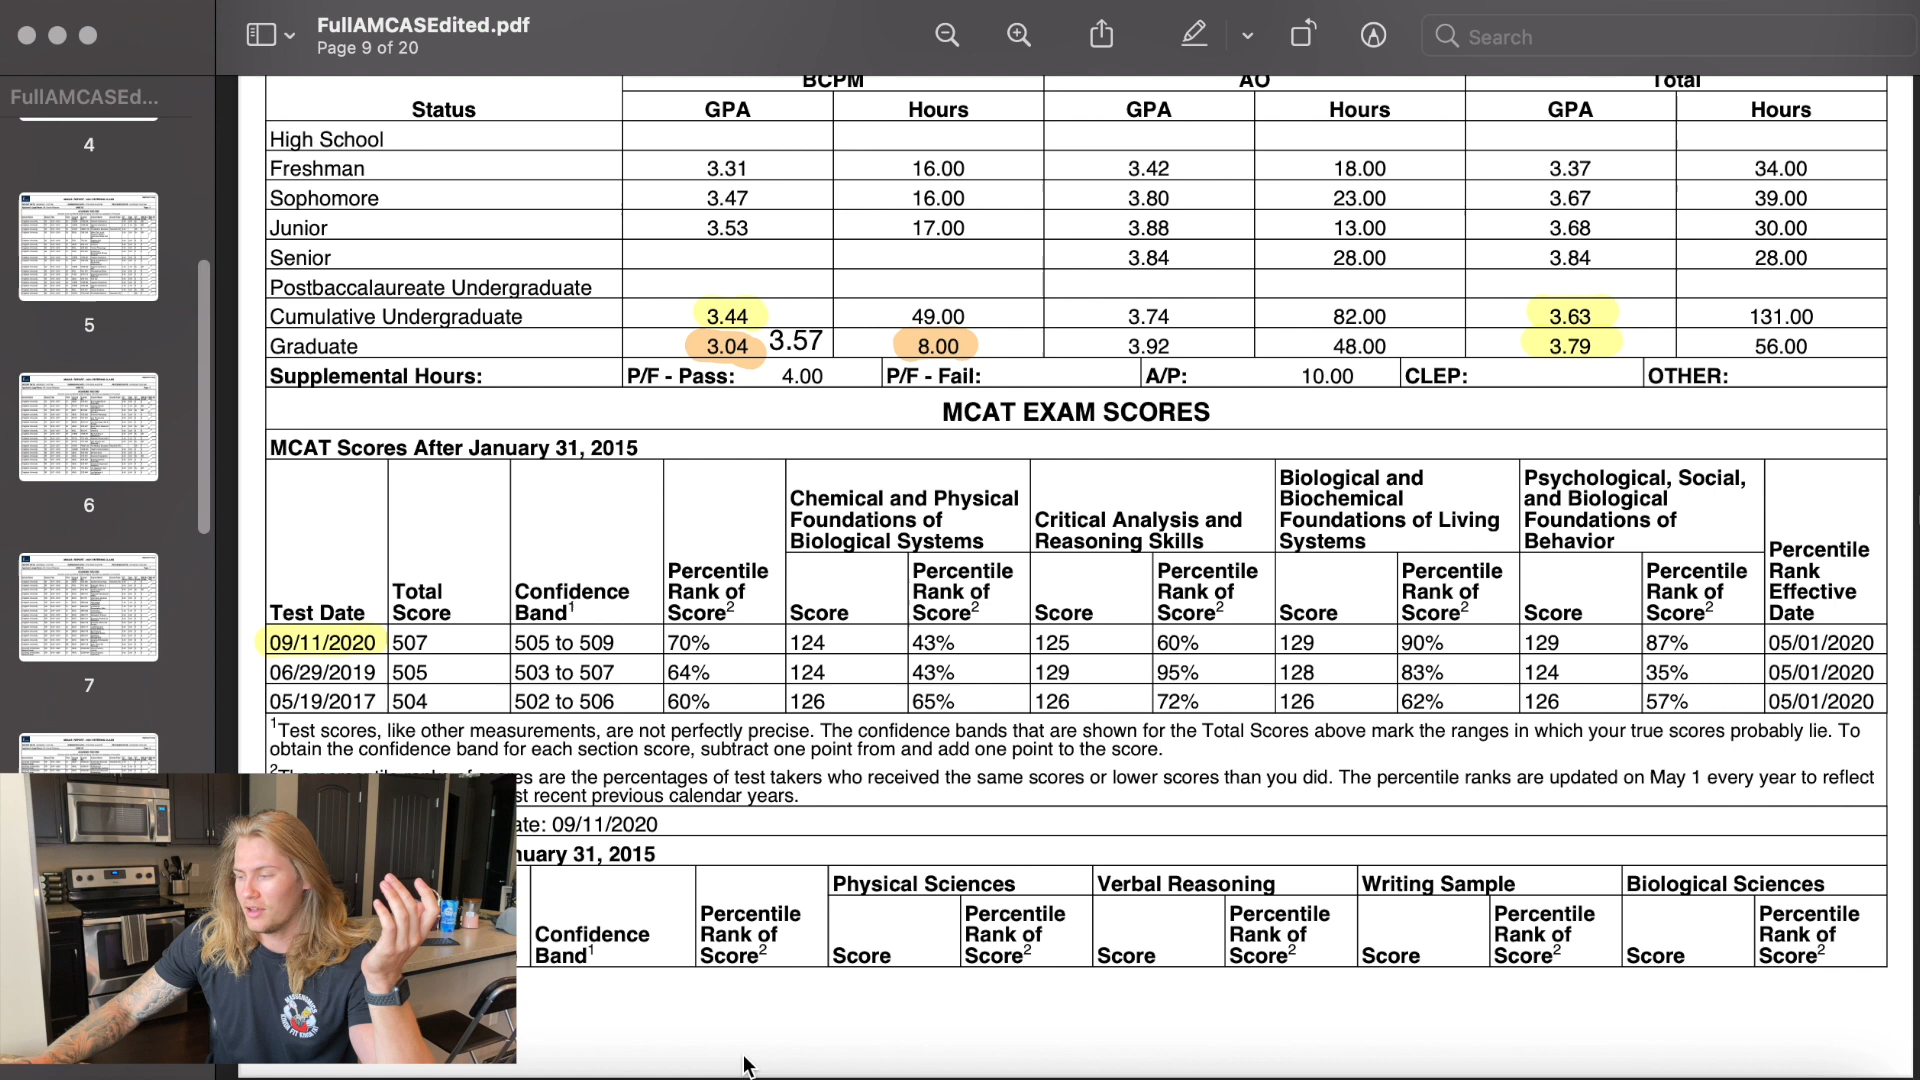 FullAMCASEdited.pdf
Page 9 of 20
Search
FullAMCASEd...
4
5
6
7
BCPM AO Total
Status GPA Hours GPA Hours GPA Hours
High School
Freshman 3.31 16.00 3.42 18.00 3.37 34.00
Sophomore 3.47 16.00 3.80 23.00 3.67 39.00
Junior 3.53 17.00 3.88 13.00 3.68 30.00
Senior 3.84 28.00 3.84 28.00
Postbaccalaureate Undergraduate
Cumulative Undergraduate 3.44 49.00 3.74 82.00 3.63 131.00
Graduate 3.04 3.57 8.00 3.92 48.00 3.79 56.00
Supplemental Hours: P/F - Pass: 4.00 P/F - Fail: A/P: 10.00 CLEP: OTHER:
MCAT EXAM SCORES
MCAT Scores After January 31, 2015
Test Date
Total
Score
Confidence
Band1
Percentile
Rank of
Score2
Chemical and Physical
Foundations of
Biological Systems
Score
Percentile
Rank of
Score2
Critical Analysis and
Reasoning Skills
Score
Percentile
Rank of
Score2
Biological and
Biochemical
Foundations of Living
Systems
Score
Percentile
Rank of
Score2
Psychological, Social,
and Biological
Foundations of
Behavior
Score
Percentile
Rank of
Score2
Percentile
Rank
Effective
Date
09/11/2020 507 505 to 509 70% 124 43% 125 60% 129 90% 129 87% 05/01/2020
06/29/2019 505 503 to 507 64% 124 43% 129 95% 128 83% 124 35% 05/01/2020
05/19/2017 504 502 to 506 60% 126 65% 126 72% 126 62% 126 57% 05/01/2020
1Test scores, like other measurements, are not perfectly precise. The confidence bands that are shown for the Total Scores above mark the ranges in which your true scores probably lie. To
obtain the confidence band for each section score, subtract one point from and add one point to the score.
are the percentages of test takers who received the same scores or lower scores than you did. The percentile ranks are updated on May 1 every year to reflect
recent previous calendar years.
09/11/2020
31, 2015
Confidence
Band1
Percentile
Rank of
Score2
Physical Sciences
Score
Percentile
Rank of
Score2
Verbal Reasoning
Score
Percentile
Rank of
Score2
Writing Sample
Score
Percentile
Rank of
Score2
Biological Sciences
Score
Percentile
Rank of
Score2